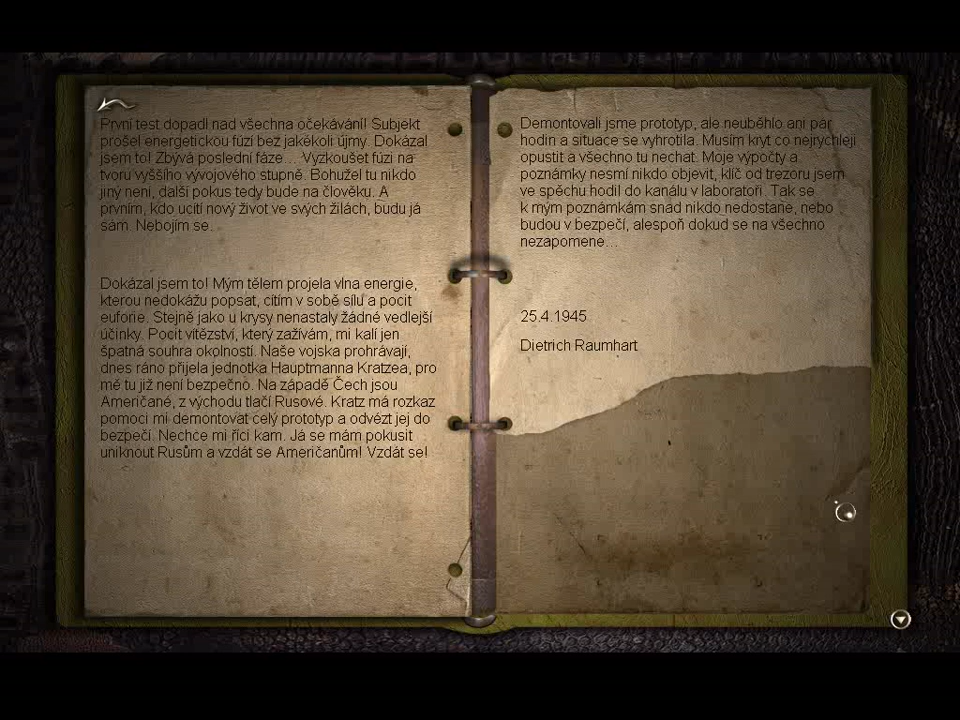 První test dopadl nad všechna očekávání! Subjekt
prošel energetickou fúzí bez jakékoli újmy. Dokázal
jsem to! Zbývá poslední fáze… Vyzkoušet fúzi na
tvoru vyššího vývojového stupně. Bohužel tu nikdo
jiný není, další pokus tedy bude na člověku. A
prvním, kdo ucítí nový život ve svých žilách, budu já
sám. Nebojím se.
Dokázal jsem to! Mým tělem projela vlna energie,
kterou nedokážu popsat, cítím v sobě sílu a pocit
euforie. Stejně jako u krysy nenastaly žádné vedlejší
účinky. Pocit vítězství, který zažívám, mi kalí jen
špatná souhra okolností. Naše vojska prohrávají,
dnes ráno přijela jednotka Hauptmanna Kratzea, pro
mě tu již není bezpečno. Na západě Čech jsou
Američané, z východu tlačí Rusové. Kratz má rozkaz
pomoci mi demontovat celý prototyp a odvézt jej do
bezpečí. Nechce mi říci kam. Já se mám pokusit
uniknout Rusům a vzdát se Američanům! Vzdát se!
Demontovali jsme prototyp, ale neuběhlo ani pár
hodin a situace se vyhrotila. Musím kryt co nejrychleji
opustit a všechno tu nechat. Moje výpočty a
poznámky nesmí nikdo objevit, klíč od trezoru jsem
ve spěchu hodil do kanálu v laboratoři. Tak se
k mým poznámkám snad nikdo nedostane, nebo
budou v bezpečí, alespoň dokud se na všechno
nezapomene…
25.4.1945
Dietrich Raumhart